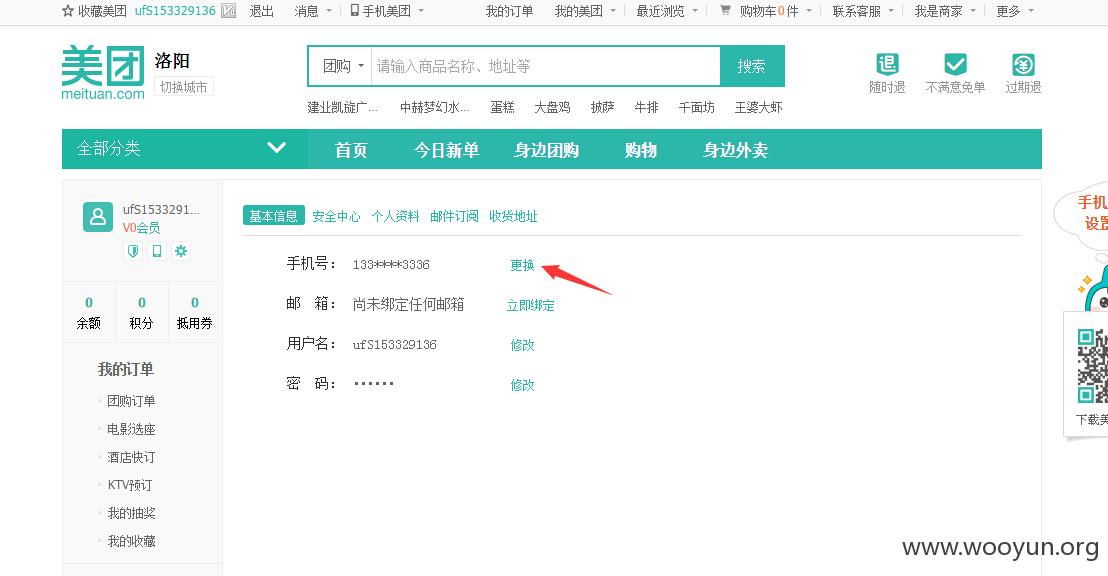 收藏美团 ufS153329136 退出 消息 手机美团 我的订单 我的美团 最近浏览 购物车0件 联系客服 我是商家 更多
美团 洛阳
meituan.com 切换城市
团购 请输入商品名称、地址等 搜索
随时退 不满意免单 过期退
建业凯旋广... 中赫梦幻水... 蛋糕 大盘鸡 披萨 牛排 千面坊 王婆大虾
全部分类 首页 今日新单 身边团购 购物 身边外卖
ufS1533291...
V0会员
0 0 0
余额 积分 抵用券
我的订单
团购订单
电影选座
酒店快订
KTV预订
我的抽奖
我的收藏
基本信息 安全中心 个人资料 邮件订阅 收货地址
手机号： 133****3336 更换
邮 箱： 尚未绑定任何邮箱 立即绑定
用户名： ufS153329136 修改
密 码： •••••• 修改
手机
设置
下载美
www.wooyun.org